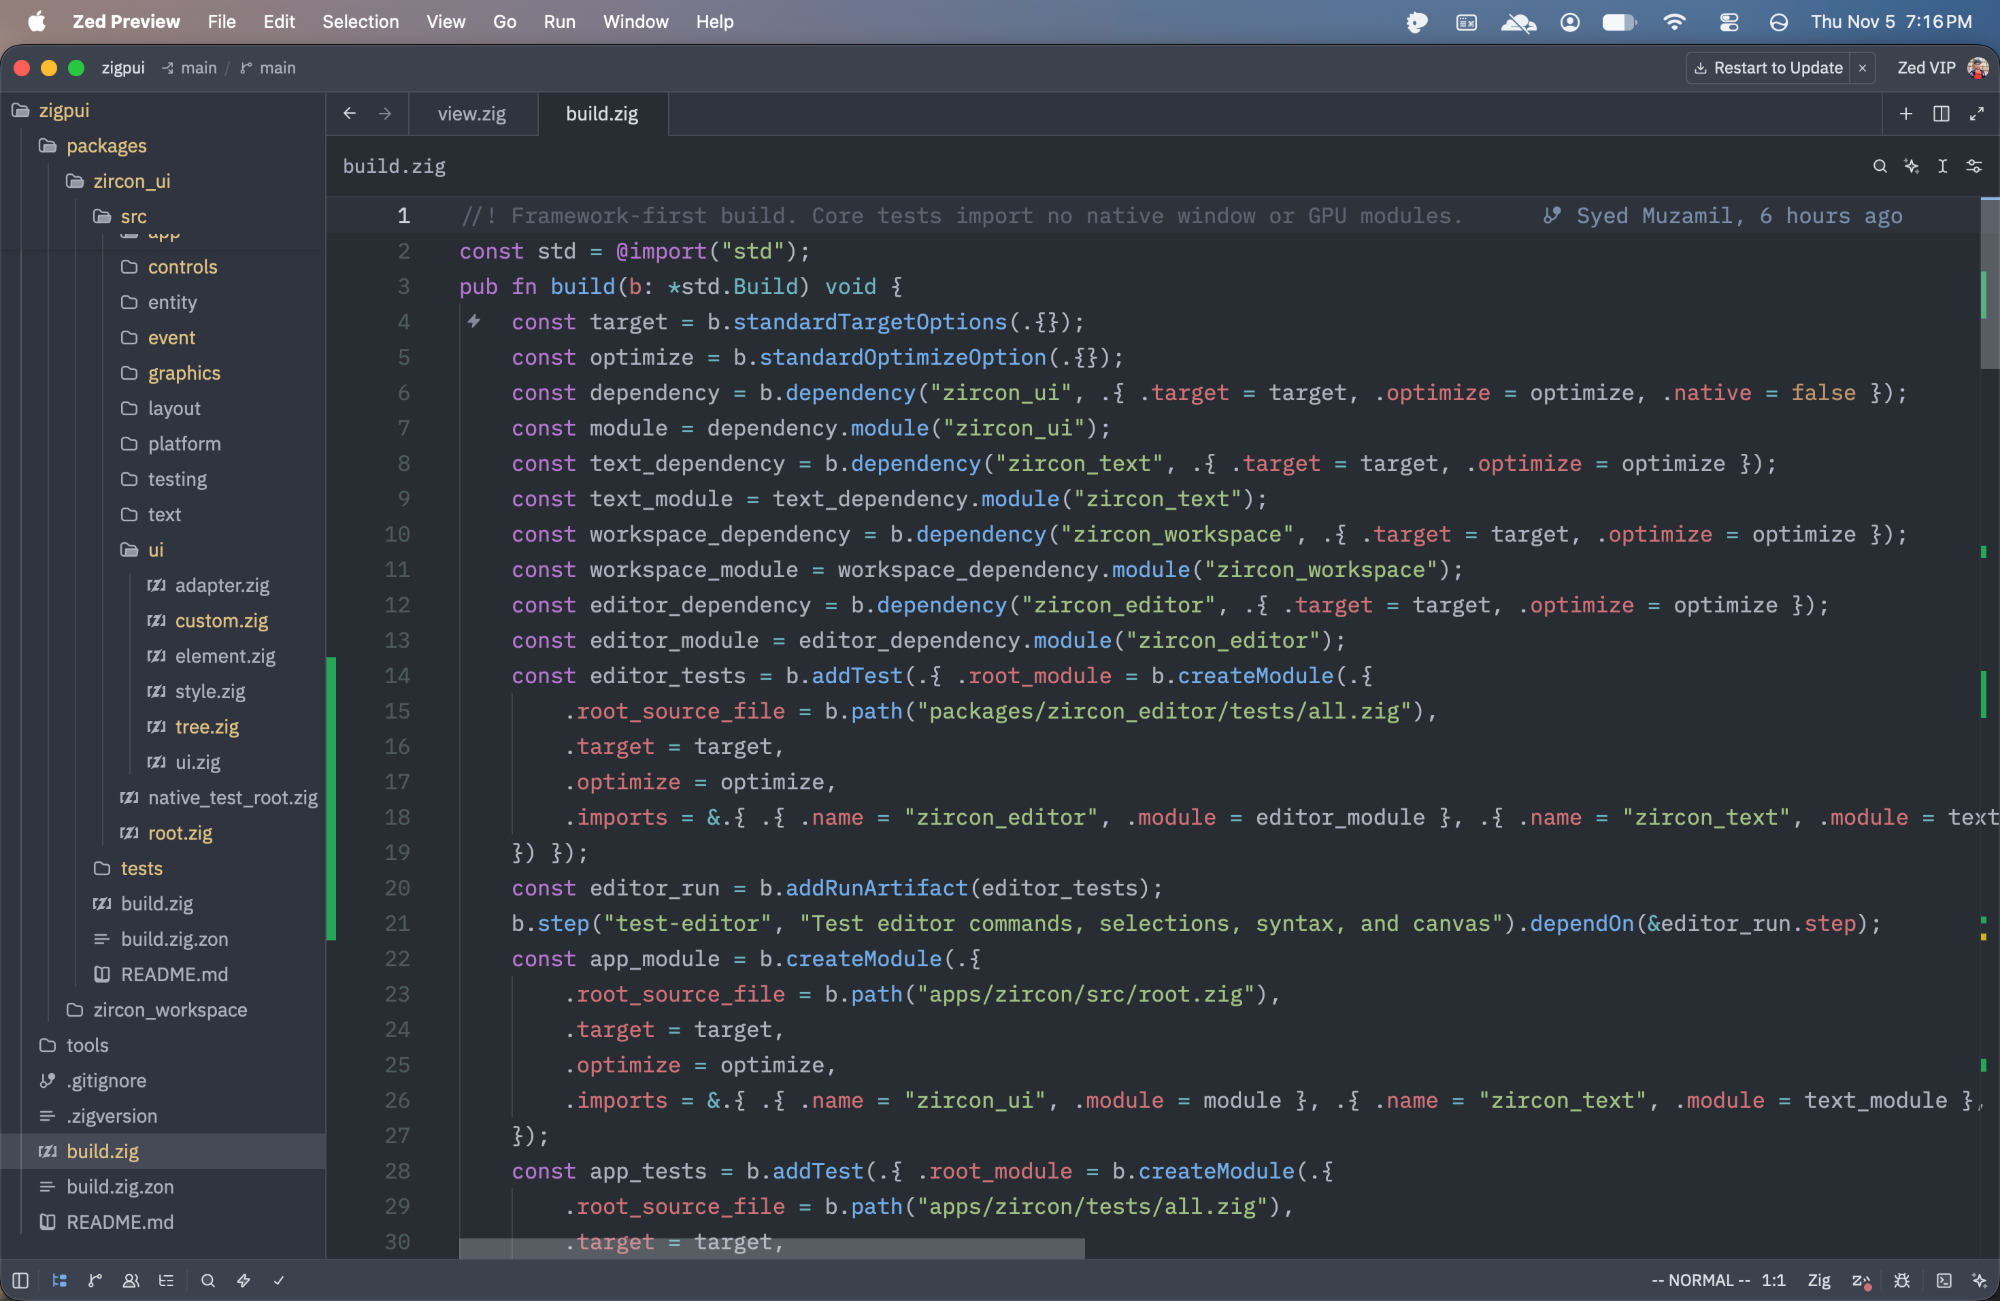 Zed Preview File Edit Selection View Go Run Window Help Thu Nov 5 7:16 PM
zigpui main / main Restart to Update × Zed VIP
zigpui
packages
zircon_ui
src
app
controls
entity
event
graphics
layout
platform
testing
text
ui
adapter.zig
custom.zig
element.zig
style.zig
tree.zig
ui.zig
native_test_root.zig
root.zig
tests
build.zig
build.zig.zon
README.md
zircon_workspace
tools
.gitignore
.zigversion
build.zig
build.zig.zon
README.md
view.zig build.zig
build.zig
1 //! Framework-first build. Core tests import no native window or GPU modules. Syed Muzamil, 6 hours ago
2 const std = @import("std");
3 pub fn build(b: *std.Build) void {
4 const target = b.standardTargetOptions(.{});
5 const optimize = b.standardOptimizeOption(.{});
6 const dependency = b.dependency("zircon_ui", .{ .target = target, .optimize = optimize, .native = false });
7 const module = dependency.module("zircon_ui");
8 const text_dependency = b.dependency("zircon_text", .{ .target = target, .optimize = optimize });
9 const text_module = text_dependency.module("zircon_text");
10 const workspace_dependency = b.dependency("zircon_workspace", .{ .target = target, .optimize = optimize });
11 const workspace_module = workspace_dependency.module("zircon_workspace");
12 const editor_dependency = b.dependency("zircon_editor", .{ .target = target, .optimize = optimize });
13 const editor_module = editor_dependency.module("zircon_editor");
14 const editor_tests = b.addTest(.{ .root_module = b.createModule(.{
15 .root_source_file = b.path("packages/zircon_editor/tests/all.zig"),
16 .target = target,
17 .optimize = optimize,
18 .imports = &.{ .{ .name = "zircon_editor", .module = editor_module }, .{ .name = "zircon_text", .module = text
19 }) });
20 const editor_run = b.addRunArtifact(editor_tests);
21 b.step("test-editor", "Test editor commands, selections, syntax, and canvas").dependOn(&editor_run.step);
22 const app_module = b.createModule(.{
23 .root_source_file = b.path("apps/zircon/src/root.zig"),
24 .target = target,
25 .optimize = optimize,
26 .imports = &.{ .{ .name = "zircon_ui", .module = module }, .{ .name = "zircon_text", .module = text_module },
27 });
28 const app_tests = b.addTest(.{ .root_module = b.createModule(.{
29 .root_source_file = b.path("apps/zircon/tests/all.zig"),
30 .target = target,
-- NORMAL -- 1:1 Zig